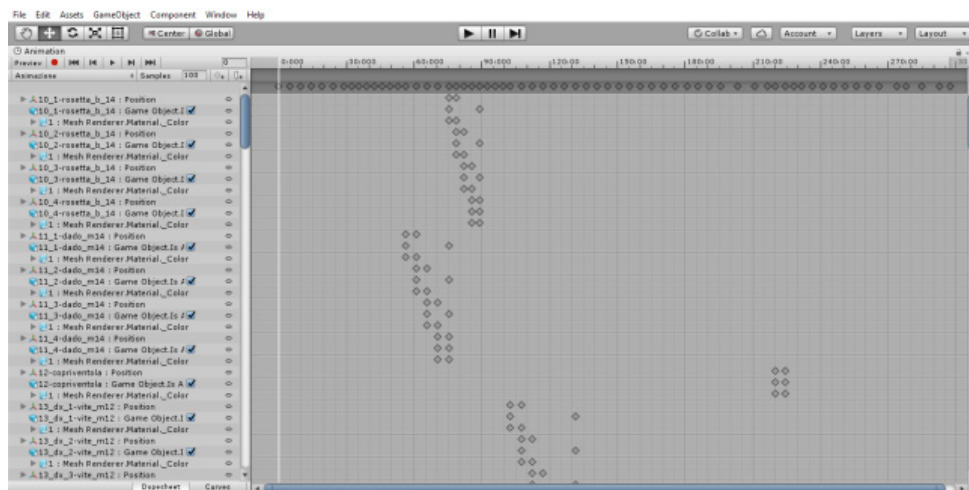 File Edit Assets GameObject Component Window Help
Center Global Collab Account Layers Layout
Animation
Preview 0 0:000 30:000 60:000 90:000 120:00 150:00 180:00 210:00 240:00 270:00
Animazione Samples 100
10_1-rosetta_b_14 : Position
10_1-rosetta_b_14 : Game Object.I
1 : Mesh Renderer.Material._Color
10_2-rosetta_b_14 : Position
10_2-rosetta_b_14 : Game Object.I
1 : Mesh Renderer.Material._Color
10_3-rosetta_b_14 : Position
10_3-rosetta_b_14 : Game Object.I
1 : Mesh Renderer.Material._Color
10_4-rosetta_b_14 : Position
10_4-rosetta_b_14 : Game Object.I
1 : Mesh Renderer.Material._Color
11_1-dado_m14 : Position
11_1-dado_m14 : Game Object.Is A
1 : Mesh Renderer.Material._Color
11_2-dado_m14 : Position
11_2-dado_m14 : Game Object.Is A
1 : Mesh Renderer.Material._Color
11_3-dado_m14 : Position
11_3-dado_m14 : Game Object.Is A
1 : Mesh Renderer.Material._Color
11_4-dado_m14 : Position
11_4-dado_m14 : Game Object.Is A
1 : Mesh Renderer.Material._Color
12-copriventola : Position
12-copriventola : Game Object.Is A
1 : Mesh Renderer.Material._Color
13_dx_1-vite_m12 : Position
13_dx_1-vite_m12 : Game Object.I
1 : Mesh Renderer.Material._Color
13_dx_2-vite_m12 : Position
13_dx_2-vite_m12 : Game Object.I
1 : Mesh Renderer.Material._Color
13_dx_3-vite_m12 : Position
Dopesheet Curves